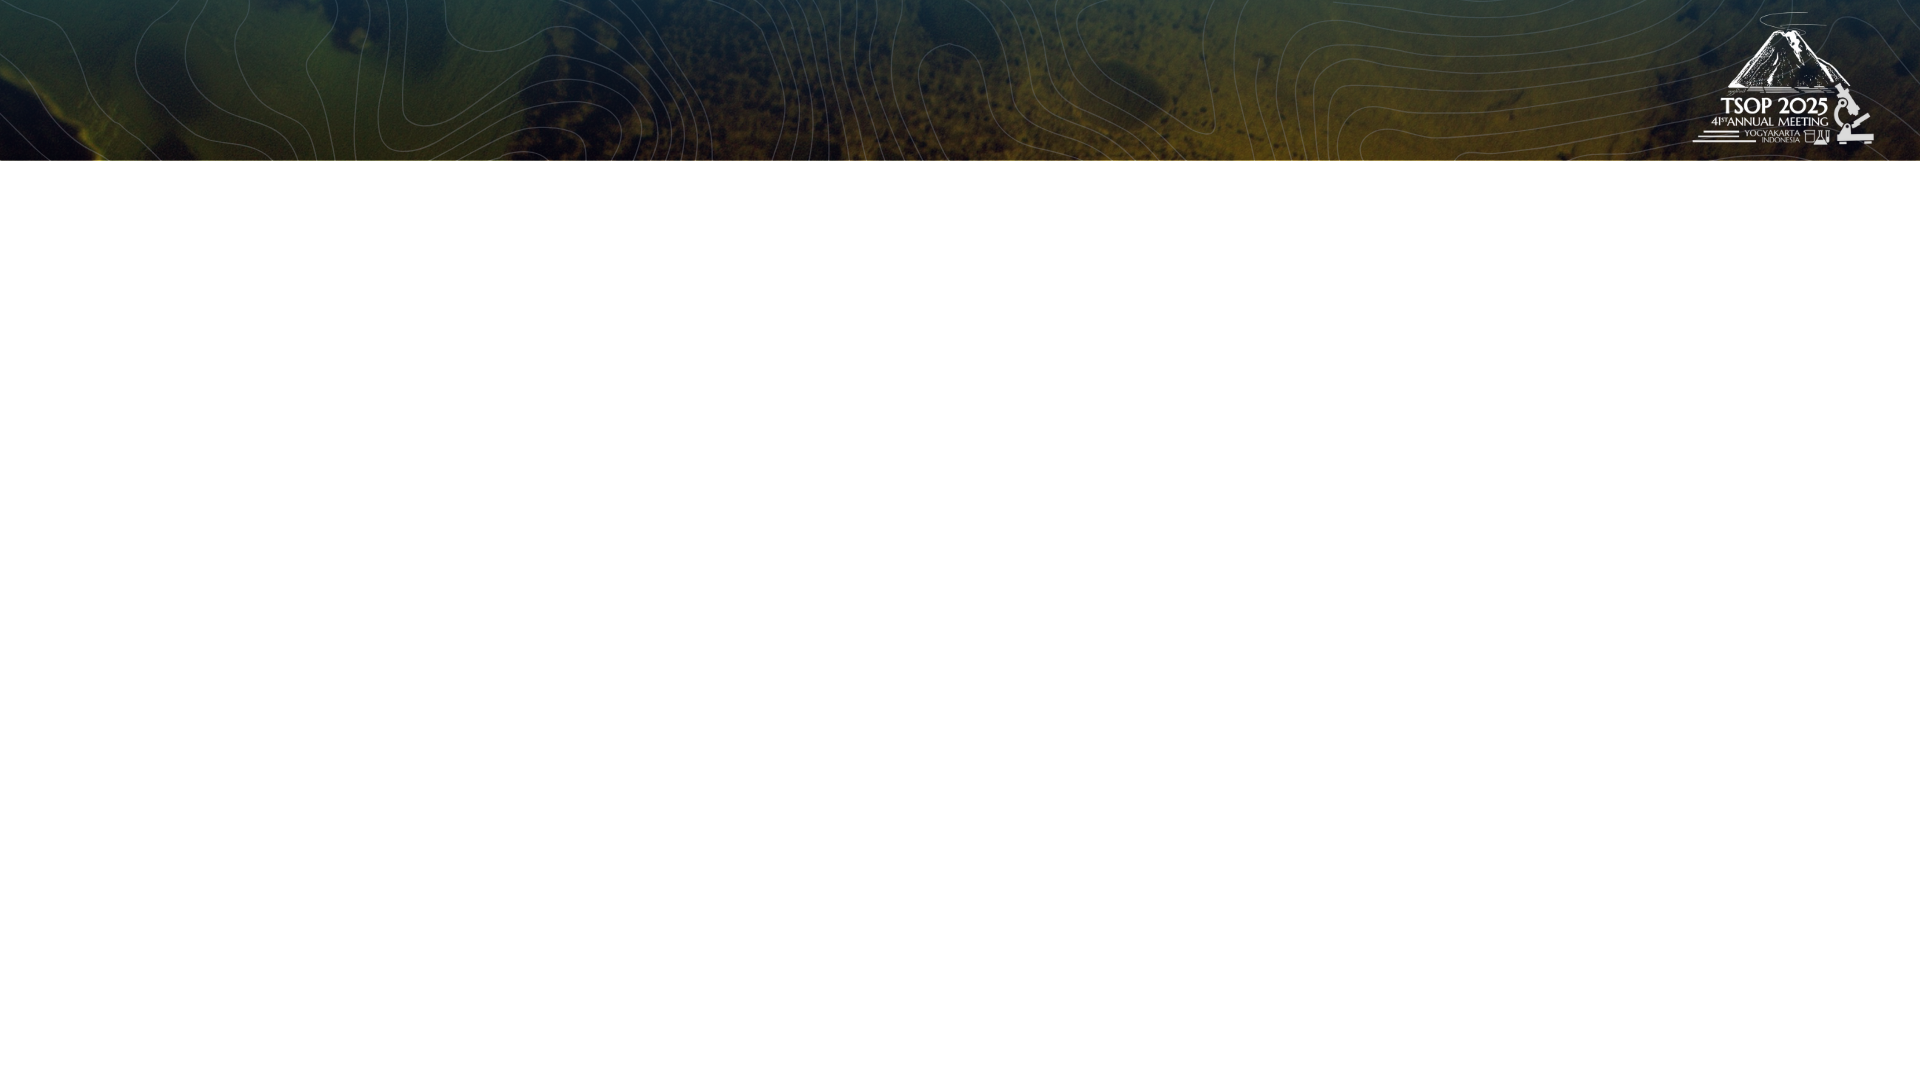 TSOP 2025
41ST ANNUAL MEETING
YOGYAKARTA
INDONESIA